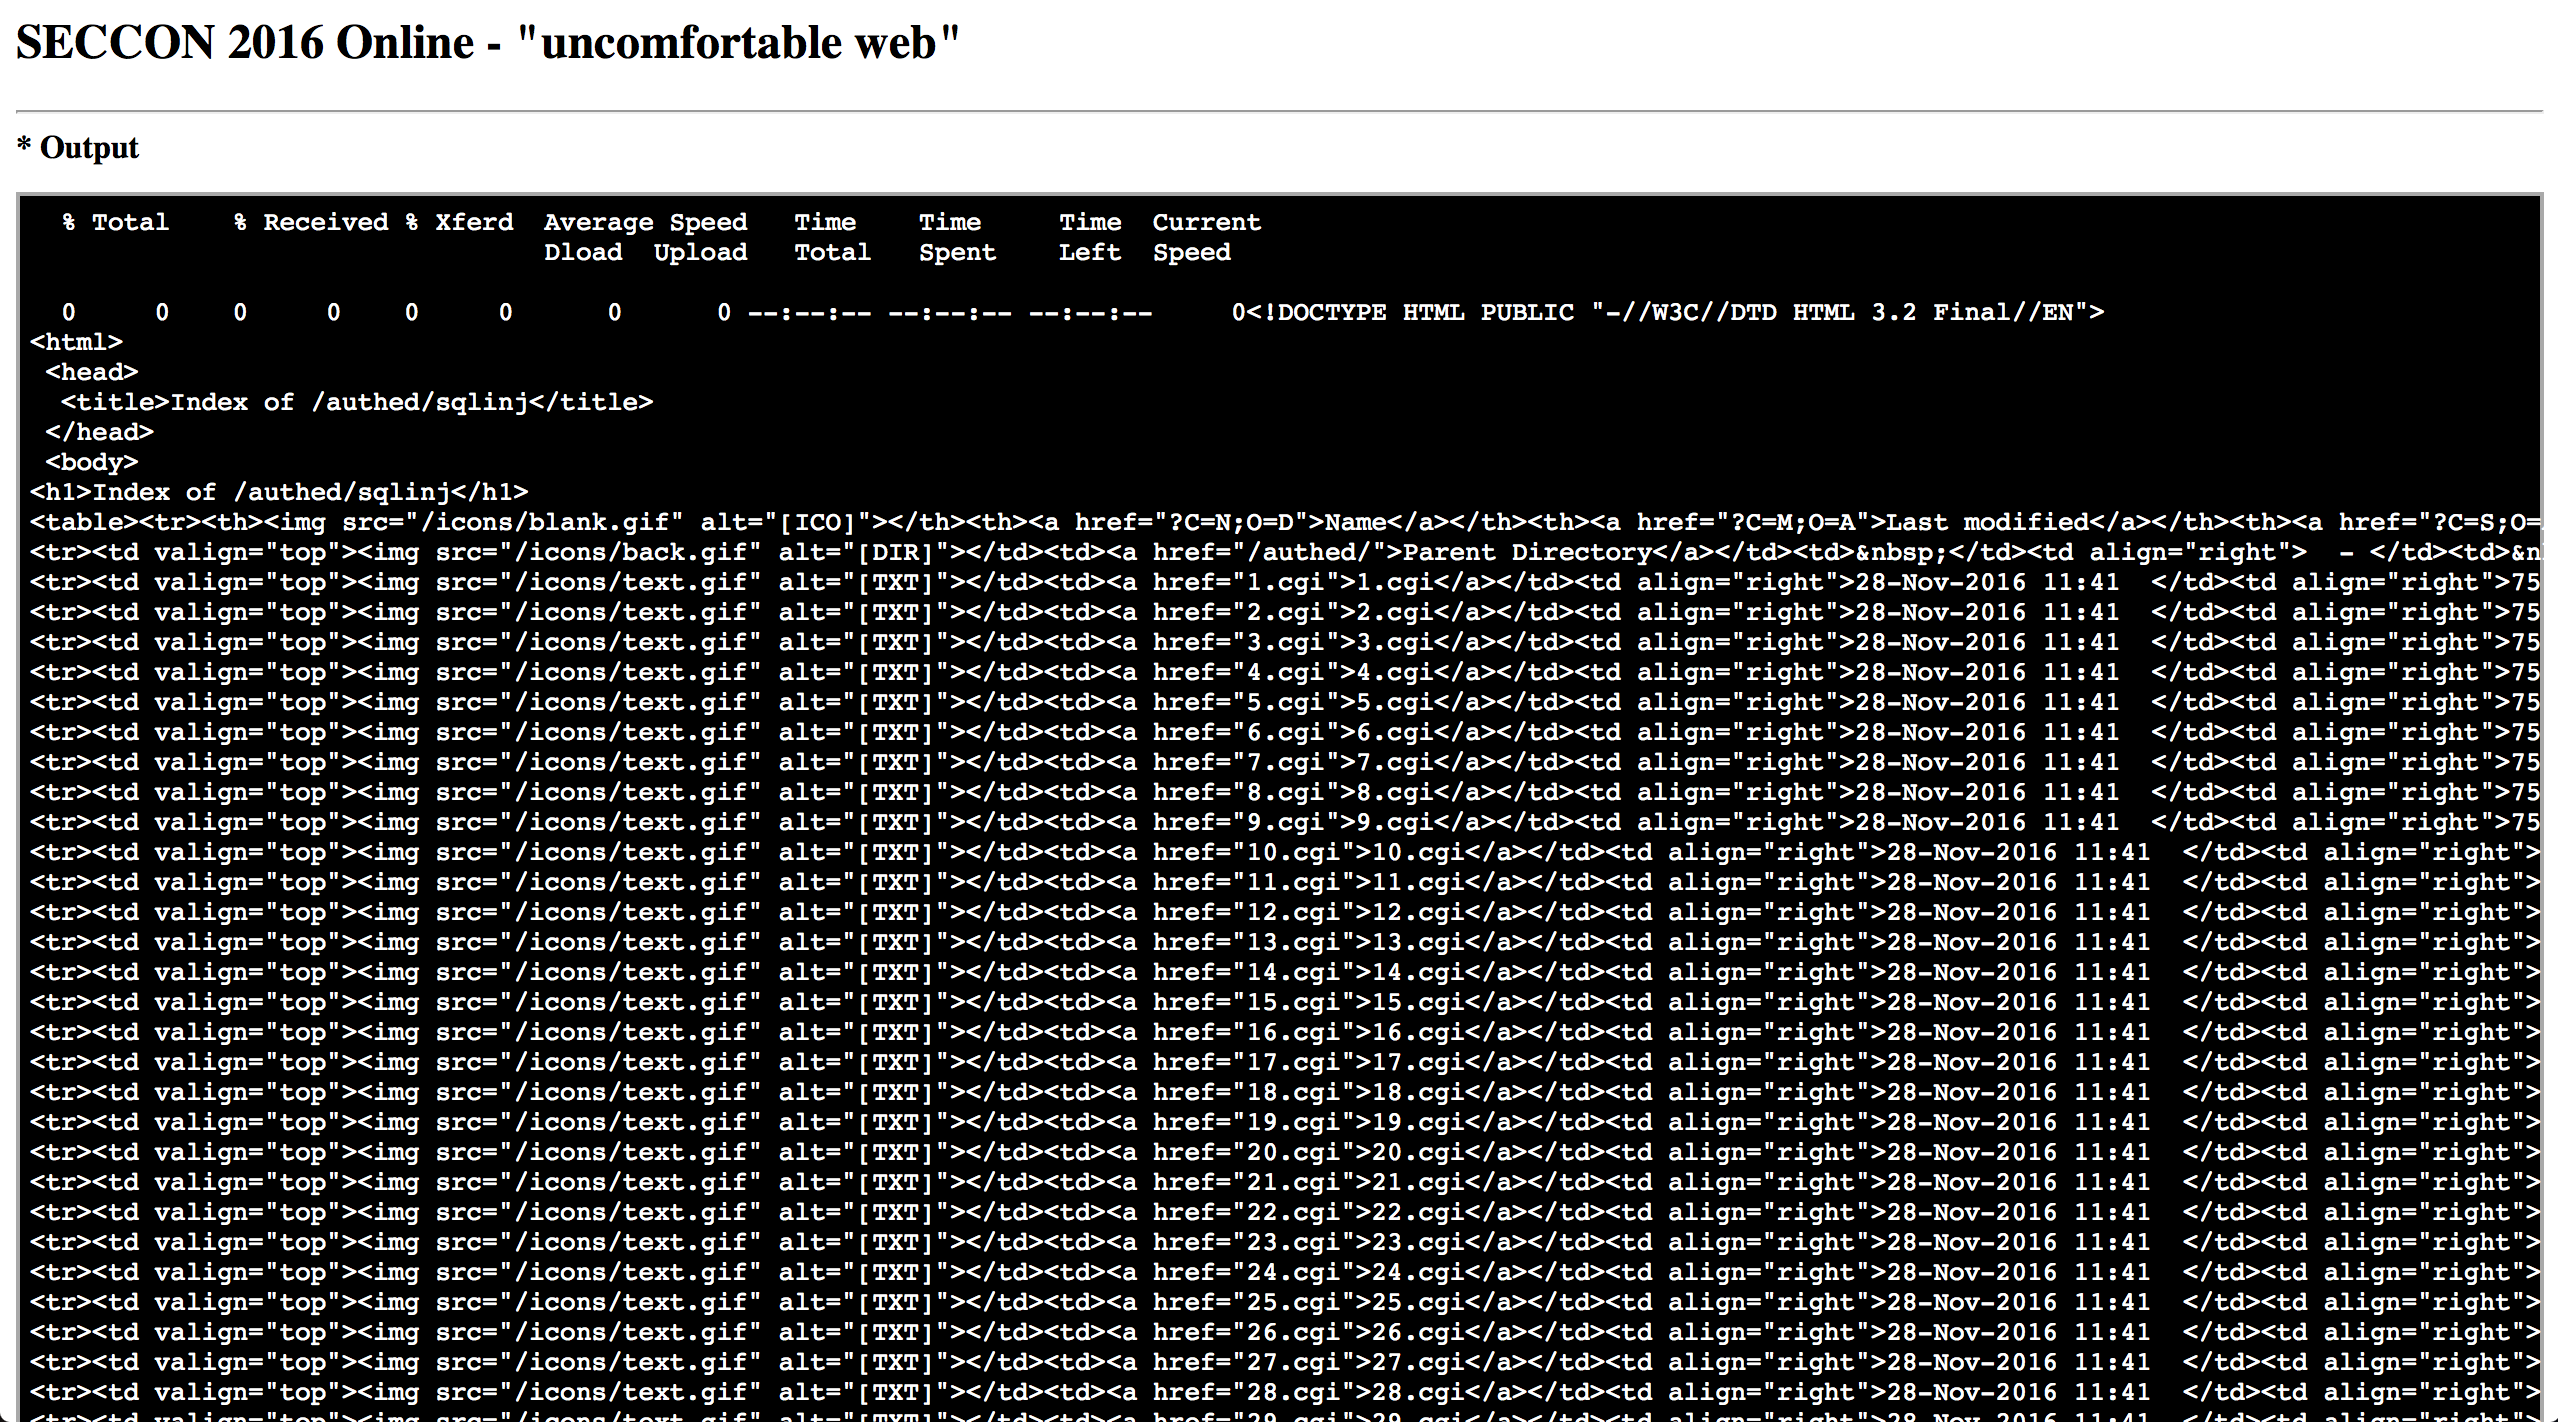 SECCON 2016 Online - "uncomfortable web"
* Output
  % Total    % Received % Xferd  Average Speed   Time    Time     Time  Current
                                 Dload  Upload   Total   Spent    Left  Speed
  0     0    0     0    0     0      0      0 --:--:-- --:--:-- --:--:--     0<!DOCTYPE HTML PUBLIC "-//W3C//DTD HTML 3.2 Final//EN">
<html>
 <head>
  <title>Index of /authed/sqlinj</title>
 </head>
 <body>
<h1>Index of /authed/sqlinj</h1>
<table><tr><th><img src="/icons/blank.gif" alt="[ICO]"></th><th><a href="?C=N;O=D">Name</a></th><th><a href="?C=M;O=A">Last modified</a></th><th><a href="?C=S;O=
<tr><td valign="top"><img src="/icons/back.gif" alt="[DIR]"></td><td><a href="/authed/">Parent Directory</a></td><td>&nbsp;</td><td align="right">  - </td><td>&n
<tr><td valign="top"><img src="/icons/text.gif" alt="[TXT]"></td><td><a href="1.cgi">1.cgi</a></td><td align="right">28-Nov-2016 11:41  </td><td align="right">75
<tr><td valign="top"><img src="/icons/text.gif" alt="[TXT]"></td><td><a href="2.cgi">2.cgi</a></td><td align="right">28-Nov-2016 11:41  </td><td align="right">75
<tr><td valign="top"><img src="/icons/text.gif" alt="[TXT]"></td><td><a href="3.cgi">3.cgi</a></td><td align="right">28-Nov-2016 11:41  </td><td align="right">75
<tr><td valign="top"><img src="/icons/text.gif" alt="[TXT]"></td><td><a href="4.cgi">4.cgi</a></td><td align="right">28-Nov-2016 11:41  </td><td align="right">75
<tr><td valign="top"><img src="/icons/text.gif" alt="[TXT]"></td><td><a href="5.cgi">5.cgi</a></td><td align="right">28-Nov-2016 11:41  </td><td align="right">75
<tr><td valign="top"><img src="/icons/text.gif" alt="[TXT]"></td><td><a href="6.cgi">6.cgi</a></td><td align="right">28-Nov-2016 11:41  </td><td align="right">75
<tr><td valign="top"><img src="/icons/text.gif" alt="[TXT]"></td><td><a href="7.cgi">7.cgi</a></td><td align="right">28-Nov-2016 11:41  </td><td align="right">75
<tr><td valign="top"><img src="/icons/text.gif" alt="[TXT]"></td><td><a href="8.cgi">8.cgi</a></td><td align="right">28-Nov-2016 11:41  </td><td align="right">75
<tr><td valign="top"><img src="/icons/text.gif" alt="[TXT]"></td><td><a href="9.cgi">9.cgi</a></td><td align="right">28-Nov-2016 11:41  </td><td align="right">75
<tr><td valign="top"><img src="/icons/text.gif" alt="[TXT]"></td><td><a href="10.cgi">10.cgi</a></td><td align="right">28-Nov-2016 11:41  </td><td align="right">
<tr><td valign="top"><img src="/icons/text.gif" alt="[TXT]"></td><td><a href="11.cgi">11.cgi</a></td><td align="right">28-Nov-2016 11:41  </td><td align="right">
<tr><td valign="top"><img src="/icons/text.gif" alt="[TXT]"></td><td><a href="12.cgi">12.cgi</a></td><td align="right">28-Nov-2016 11:41  </td><td align="right">
<tr><td valign="top"><img src="/icons/text.gif" alt="[TXT]"></td><td><a href="13.cgi">13.cgi</a></td><td align="right">28-Nov-2016 11:41  </td><td align="right">
<tr><td valign="top"><img src="/icons/text.gif" alt="[TXT]"></td><td><a href="14.cgi">14.cgi</a></td><td align="right">28-Nov-2016 11:41  </td><td align="right">
<tr><td valign="top"><img src="/icons/text.gif" alt="[TXT]"></td><td><a href="15.cgi">15.cgi</a></td><td align="right">28-Nov-2016 11:41  </td><td align="right">
<tr><td valign="top"><img src="/icons/text.gif" alt="[TXT]"></td><td><a href="16.cgi">16.cgi</a></td><td align="right">28-Nov-2016 11:41  </td><td align="right">
<tr><td valign="top"><img src="/icons/text.gif" alt="[TXT]"></td><td><a href="17.cgi">17.cgi</a></td><td align="right">28-Nov-2016 11:41  </td><td align="right">
<tr><td valign="top"><img src="/icons/text.gif" alt="[TXT]"></td><td><a href="18.cgi">18.cgi</a></td><td align="right">28-Nov-2016 11:41  </td><td align="right">
<tr><td valign="top"><img src="/icons/text.gif" alt="[TXT]"></td><td><a href="19.cgi">19.cgi</a></td><td align="right">28-Nov-2016 11:41  </td><td align="right">
<tr><td valign="top"><img src="/icons/text.gif" alt="[TXT]"></td><td><a href="20.cgi">20.cgi</a></td><td align="right">28-Nov-2016 11:41  </td><td align="right">
<tr><td valign="top"><img src="/icons/text.gif" alt="[TXT]"></td><td><a href="21.cgi">21.cgi</a></td><td align="right">28-Nov-2016 11:41  </td><td align="right">
<tr><td valign="top"><img src="/icons/text.gif" alt="[TXT]"></td><td><a href="22.cgi">22.cgi</a></td><td align="right">28-Nov-2016 11:41  </td><td align="right">
<tr><td valign="top"><img src="/icons/text.gif" alt="[TXT]"></td><td><a href="23.cgi">23.cgi</a></td><td align="right">28-Nov-2016 11:41  </td><td align="right">
<tr><td valign="top"><img src="/icons/text.gif" alt="[TXT]"></td><td><a href="24.cgi">24.cgi</a></td><td align="right">28-Nov-2016 11:41  </td><td align="right">
<tr><td valign="top"><img src="/icons/text.gif" alt="[TXT]"></td><td><a href="25.cgi">25.cgi</a></td><td align="right">28-Nov-2016 11:41  </td><td align="right">
<tr><td valign="top"><img src="/icons/text.gif" alt="[TXT]"></td><td><a href="26.cgi">26.cgi</a></td><td align="right">28-Nov-2016 11:41  </td><td align="right">
<tr><td valign="top"><img src="/icons/text.gif" alt="[TXT]"></td><td><a href="27.cgi">27.cgi</a></td><td align="right">28-Nov-2016 11:41  </td><td align="right">
<tr><td valign="top"><img src="/icons/text.gif" alt="[TXT]"></td><td><a href="28.cgi">28.cgi</a></td><td align="right">28-Nov-2016 11:41  </td><td align="right">